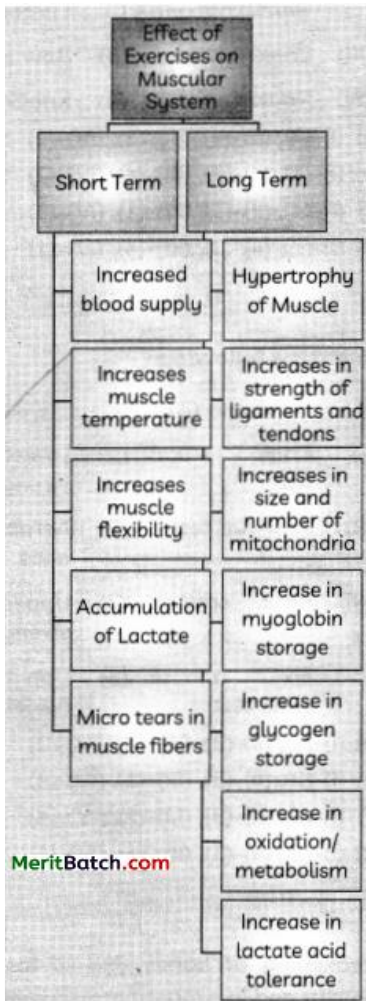 Effect of
Exercises on
Muscular
System
Short Term
Long Term
Increased
blood supply
Increases
muscle
temperature
Increases
muscle
flexibility
Accumulation
of Lactate
Micro tears in
muscle fibers
Hypertrophy
of Muscle
Increases in
strength of
ligaments and
tendons
Increases in
size and
number of
mitochondria
Increase in
myoglobin
storage
Increase in
glycogen
storage
Increase in
oxidation/
metabolism
Increase in
lactate acid
tolerance
MeritBatch.com